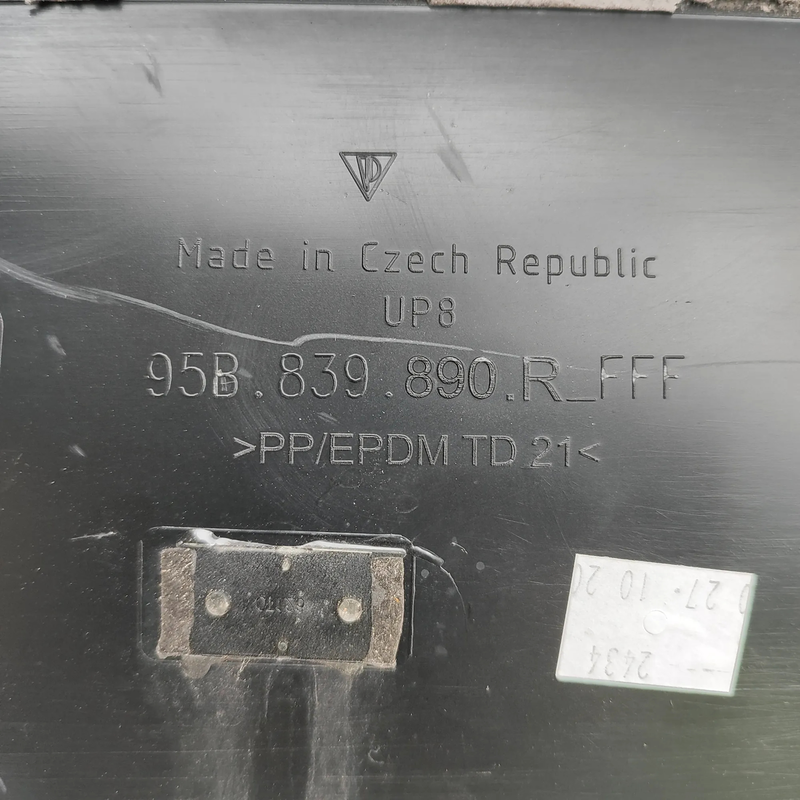 Made in Czech Republic
UP8
95B.839.890.R_FFF
>PP/EPDM TD 21<
27.10 20
2434